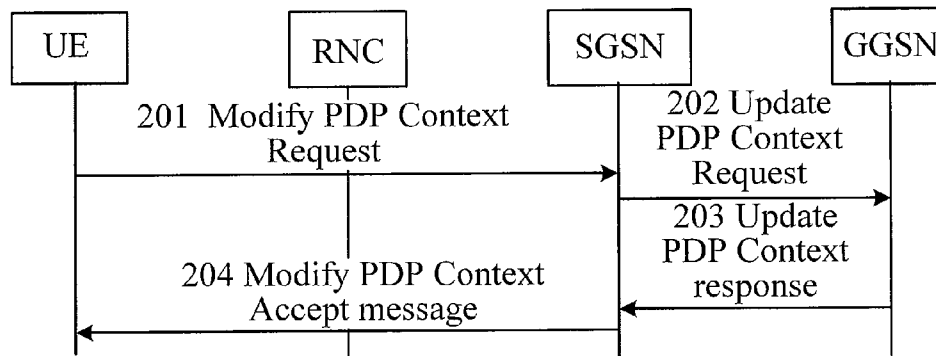 UE
RNC
SGSN
GGSN
201 Modify PDP Context
Request
202 Update
PDP Context
Request
203 Update
PDP Context
response
204 Modify PDP Context
Accept message